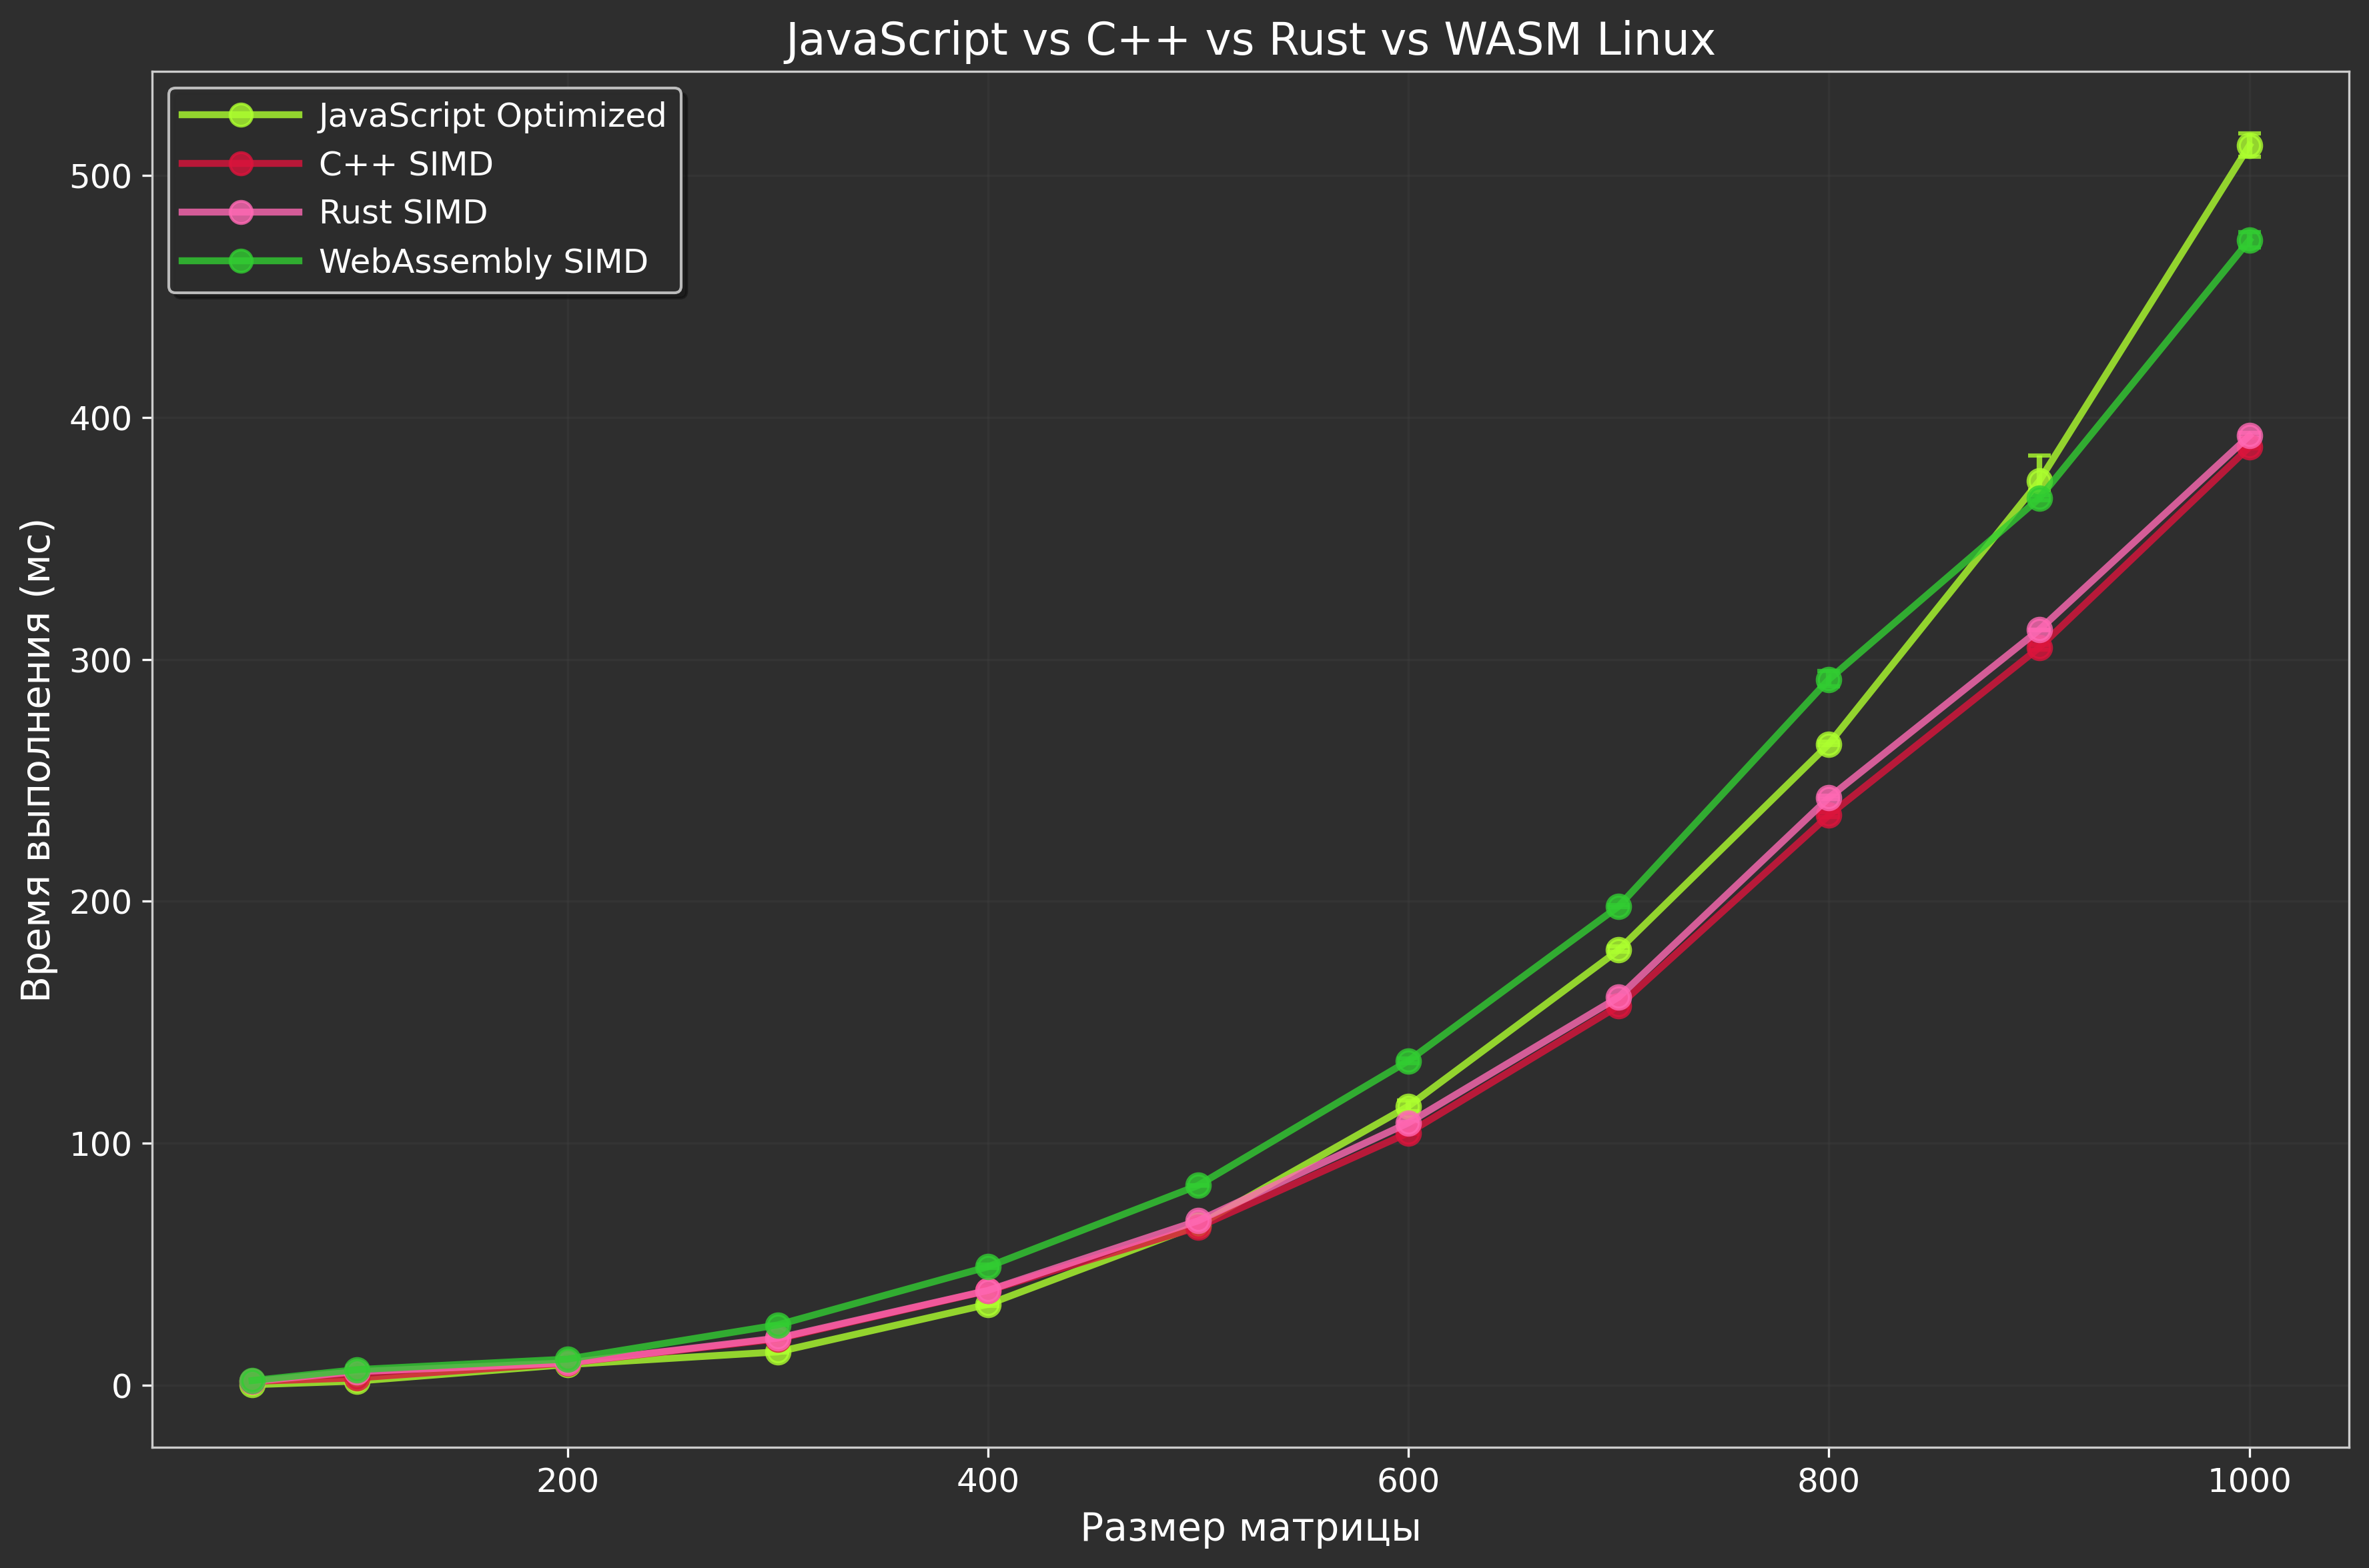 JavaScript vs C++ vs Rust vs WASM Linux
JavaScript Optimized
C++ SIMD
Rust SIMD
WebAssembly SIMD
Время выполнения (мс)
500
400
300
200
100
0
200
400
600
800
1000
Размер матрицы